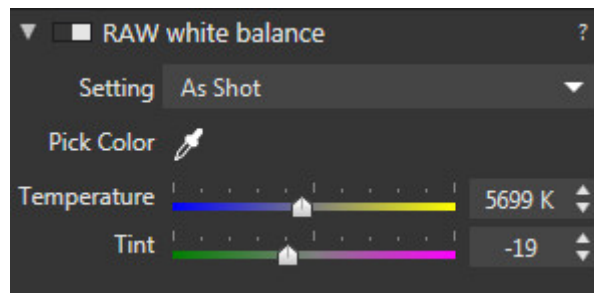 RAW white balance ?
Setting As Shot
Pick Color
Temperature 5699 K
Tint -19